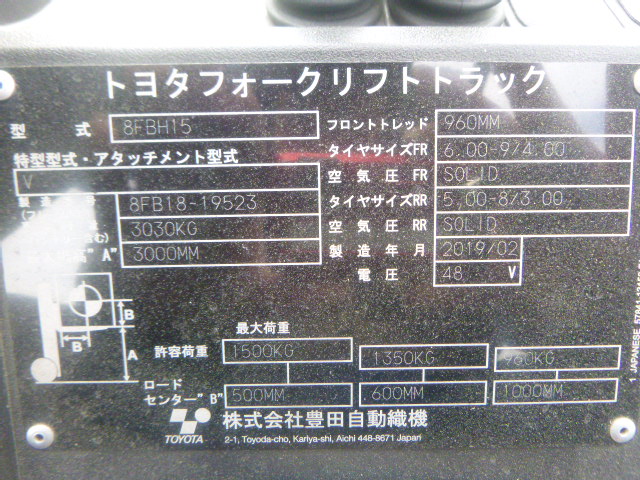 トヨタフォークリフトトラック
型 式 8FBH15 フロントトレッド 960MM
特型型式・アタッチメント型式 タイヤサイズFR 6.00-9/4.00
V 空気圧 FR SOLID
製造番号 8FB18-19523 タイヤサイズRR 5.00-8/3.00
3030KG 空気圧 RR SOLID
"A" 3000MM 製造年月 2019/02
電圧 48 V
B
B A
最大荷重
許容荷重 1500KG 1350KG 960KG
ロード
センター"B" 500MM 600MM 1000MM
TOYOTA 株式会社豊田自動織機
2-1, Toyoda-cho, Kariya-shi, Aichi 448-8671 Japan